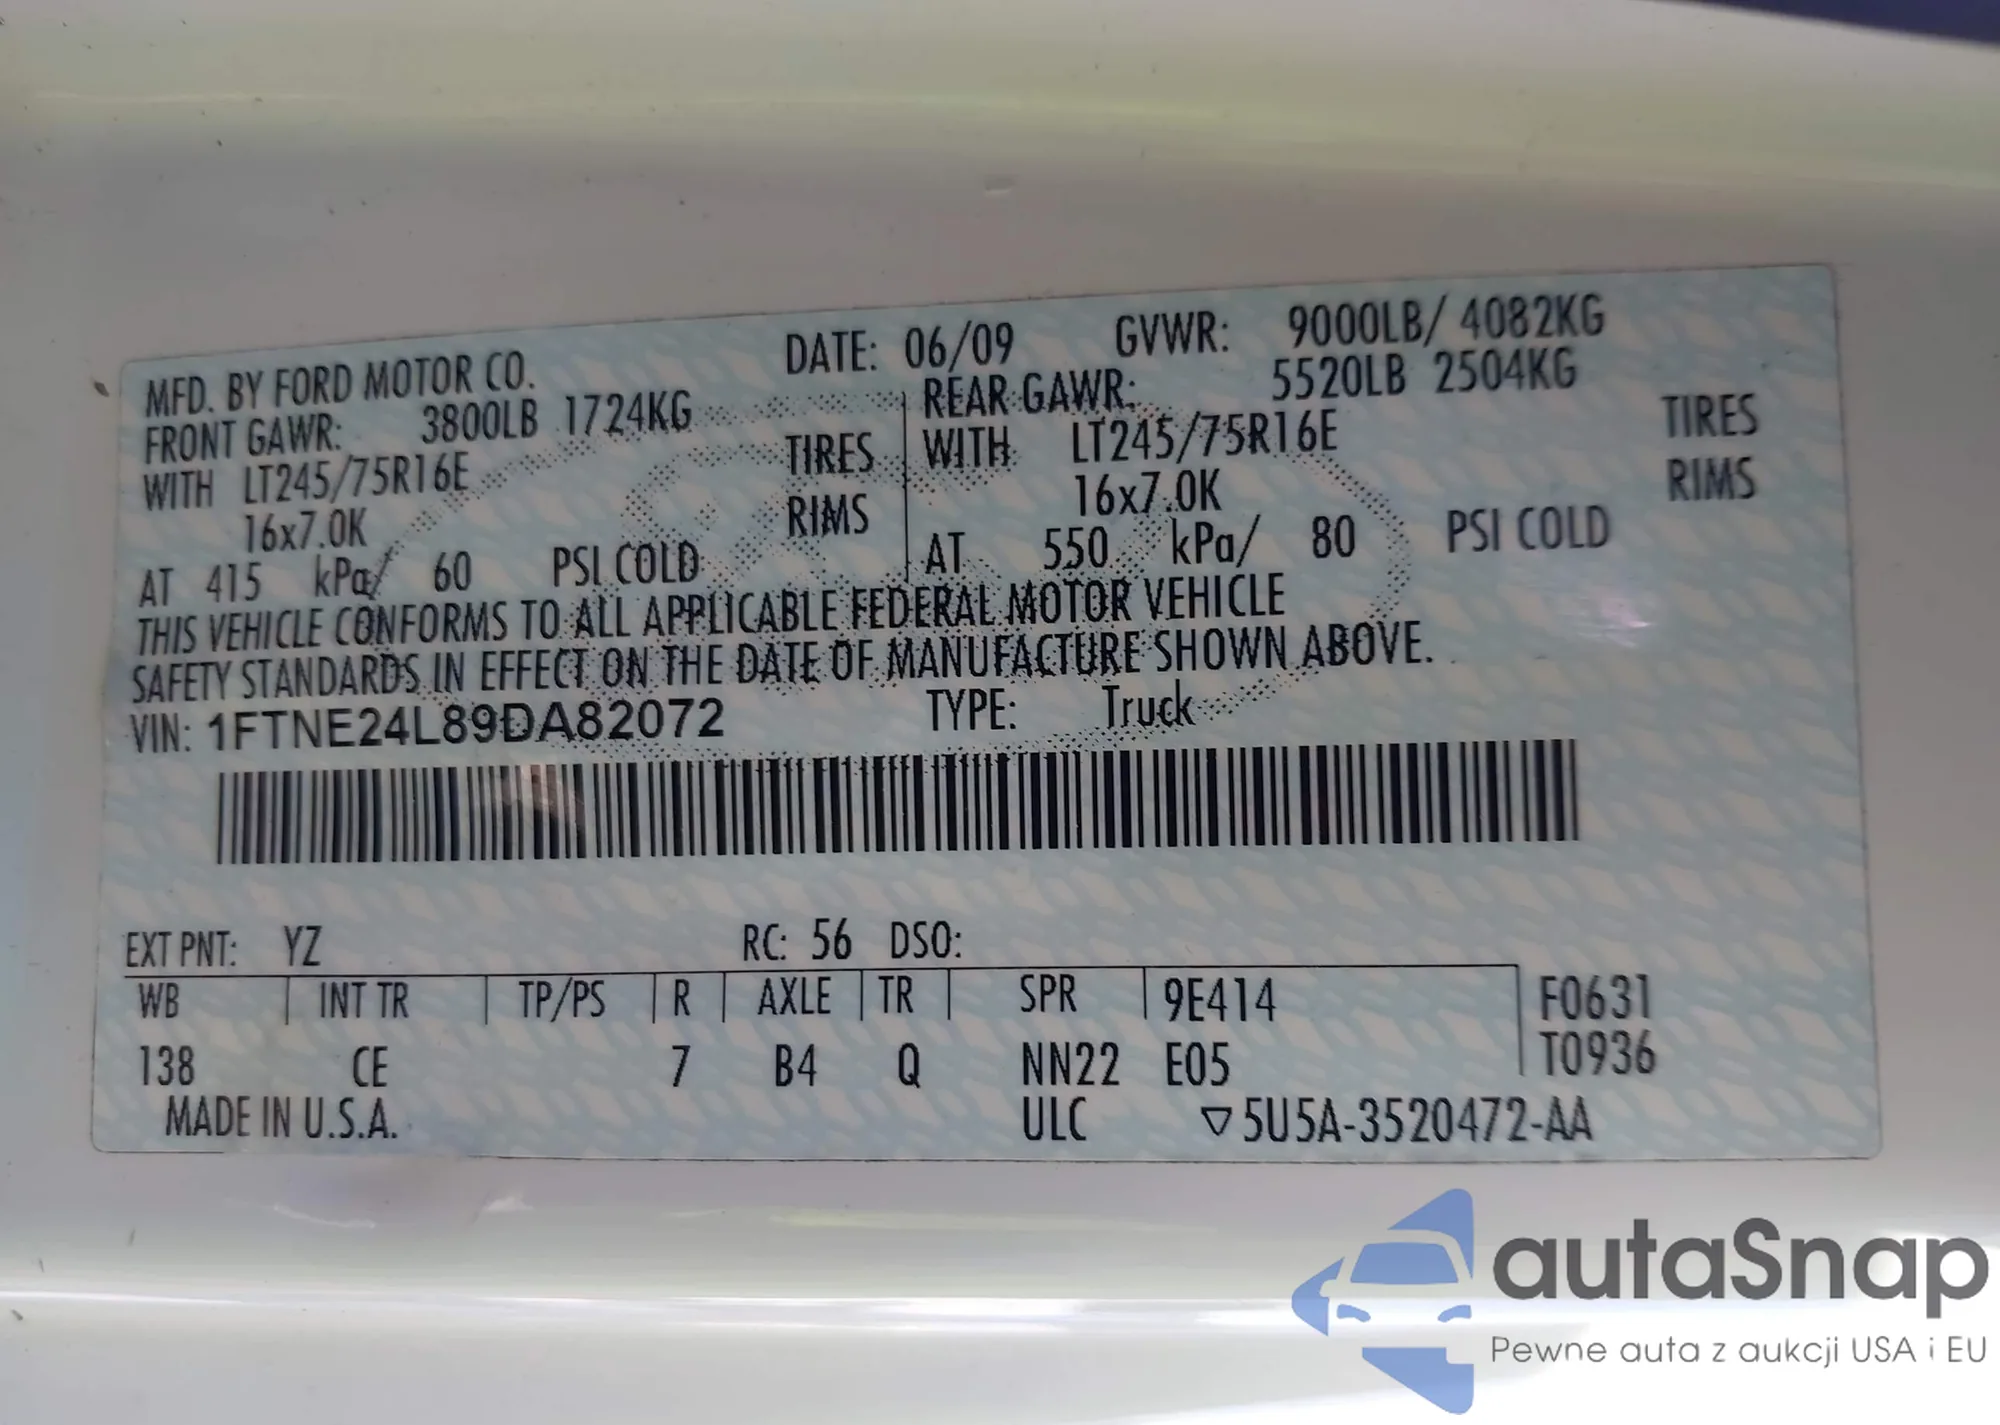 MFD. BY FORD MOTOR CO. DATE: 06/09 GVWR: 9000LB/ 4082KG
FRONT GAWR: 3800LB 1724KG REAR GAWR: 5520LB 2504KG
WITH LT245/75R16E TIRES WITH LT245/75R16E TIRES
16x7.0K RIMS 16x7.0K RIMS
AT 415 kPa/ 60 PSI COLD AT 550 kPa/ 80 PSI COLD
THIS VEHICLE CONFORMS TO ALL APPLICABLE FEDERAL MOTOR VEHICLE
SAFETY STANDARDS IN EFFECT ON THE DATE OF MANUFACTURE SHOWN ABOVE.
VIN: 1FTNE24L89DA82072 TYPE: Truck
EXT PNT: YZ RC: 56 DSO:
WB INT TR TP/PS R AXLE TR SPR 9E414 F0631
138 CE 7 B4 Q NN22 E05 T0936
MADE IN U.S.A. ULC ▽5U5A-3520472-AA
autaSnap
Pewne auta z aukcji USA i EU